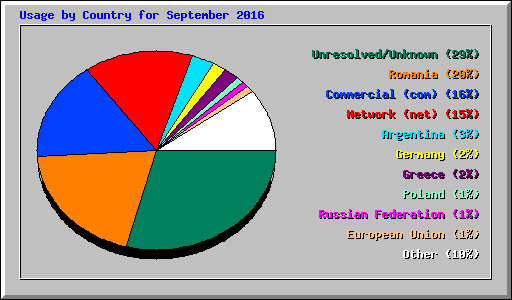 Usage by Country for September 2016
Unresolved/Unknown (29%)
Romania (20%)
Commercial (com) (16%)
Network (net) (15%)
Argentina (3%)
Germany (2%)
Greece (2%)
Poland (1%)
Russian Federation (1%)
European Union (1%)
Other (10%)